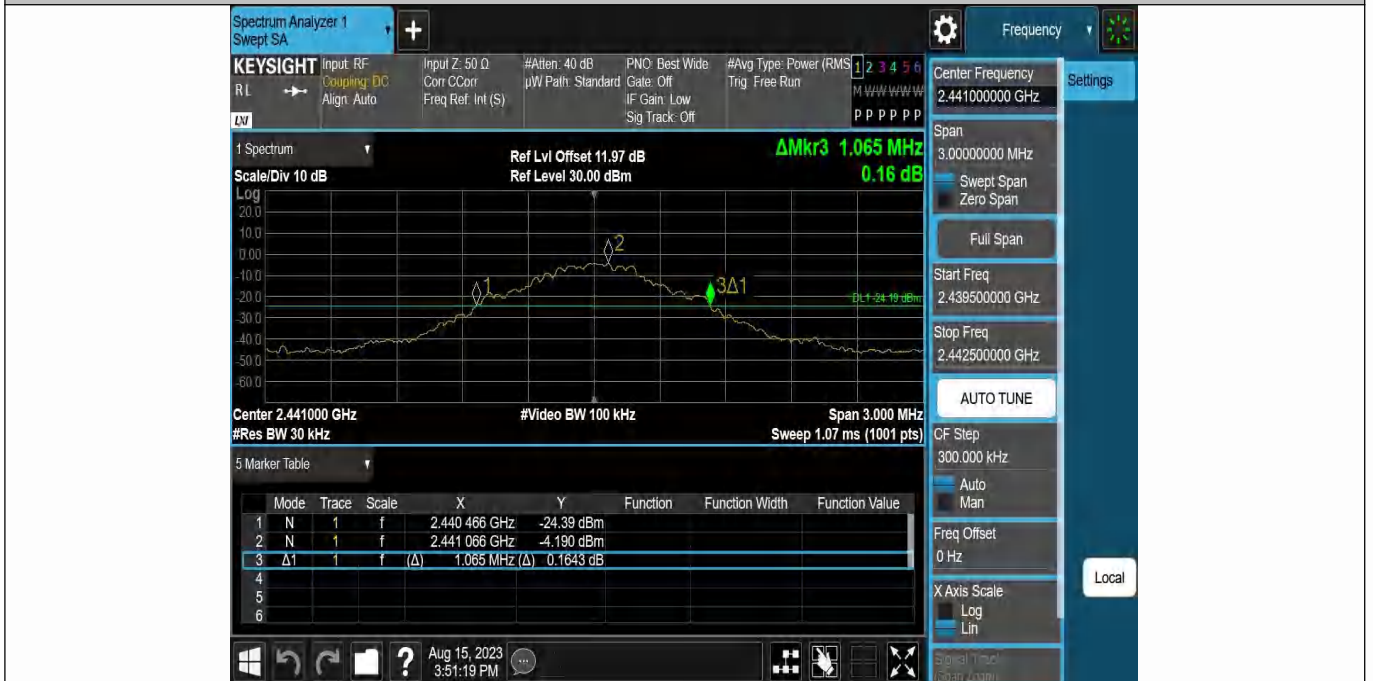 Spectrum Analyzer 1
Swept SA
+
Frequency
KEYSIGHT
Input: RF
Coupling: DC
Align: Auto
Input Z: 50 Ω
Corr CCorr
Freq Ref: Int (S)
#Atten: 40 dB
µW Path: Standard
PNO: Best Wide
Gate: Off
IF Gain: Low
Sig Track: Off
#Avg Type: Power (RMS
Trig: Free Run
1 2 3 4 5 6
M W W W W W
P P P P P P
RL
LXI
Center Frequency
2.441000000 GHz
Settings
1 Spectrum
Scale/Div 10 dB
Ref Lvl Offset 11.97 dB
Ref Level 30.00 dBm
ΔMkr3 1.065 MHz
0.16 dB
Span
3.00000000 MHz
Swept Span
Zero Span
Full Span
Log
20.0
10.0
0.00
-10.0
-20.0
-30.0
-40.0
-50.0
-60.0
1
2
3Δ1
DL1 -24.19 dBm
Start Freq
2.439500000 GHz
Stop Freq
2.442500000 GHz
AUTO TUNE
Center 2.441000 GHz
#Video BW 100 kHz
Span 3.000 MHz
#Res BW 30 kHz
Sweep 1.07 ms (1001 pts)
CF Step
300.000 kHz
Auto
Man
5 Marker Table
Mode Trace Scale X Y Function Function Width Function Value
1 N 1 f 2.440 466 GHz -24.39 dBm
2 N 1 f 2.441 066 GHz -4.190 dBm
3 Δ1 1 f (Δ) 1.065 MHz (Δ) 0.1643 dB
4
5
6
Freq Offset
0 Hz
X Axis Scale
Log
Lin
Local
Signal Track
(Span Zoom)
?
Aug 15, 2023
3:51:19 PM